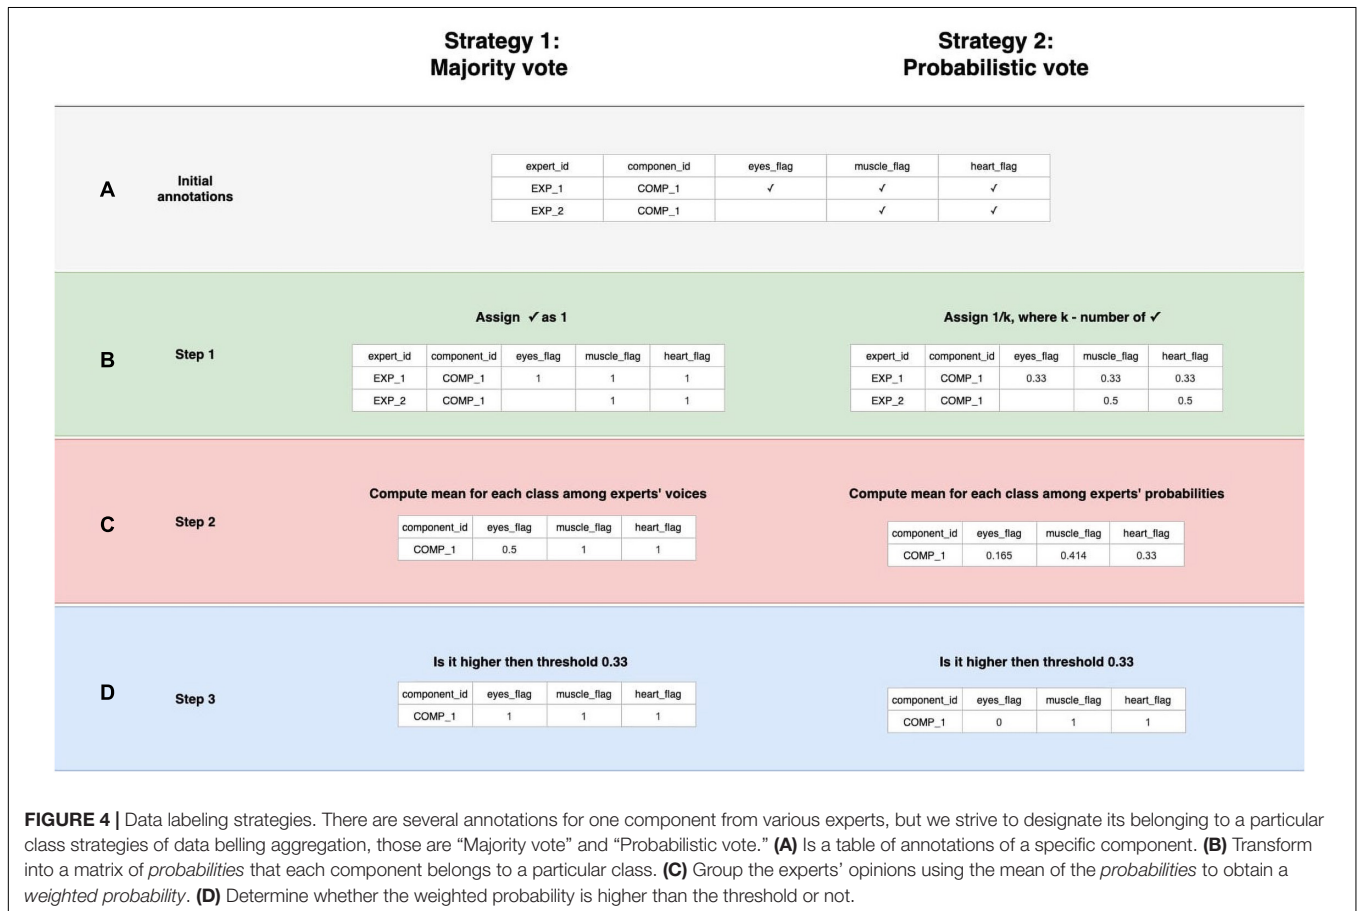 Strategy 1:
Majority vote
Strategy 2:
Probabilistic vote
A
Initial
annotations
expert_id componen_id eyes_flag muscle_flag heart_flag
EXP_1 COMP_1 ✓ ✓ ✓
EXP_2 COMP_1 ✓ ✓
B
Step 1
Assign ✓ as 1
expert_id component_id eyes_flag muscle_flag heart_flag
EXP_1 COMP_1 1 1 1
EXP_2 COMP_1 1 1
Assign 1/k, where k - number of ✓
expert_id component_id eyes_flag muscle_flag heart_flag
EXP_1 COMP_1 0.33 0.33 0.33
EXP_2 COMP_1 0.5 0.5
C
Step 2
Compute mean for each class among experts' voices
component_id eyes_flag muscle_flag heart_flag
COMP_1 0.5 1 1
Compute mean for each class among experts' probabilities
component_id eyes_flag muscle_flag heart_flag
COMP_1 0.165 0.414 0.33
D
Step 3
Is it higher then threshold 0.33
component_id eyes_flag muscle_flag heart_flag
COMP_1 1 1 1
Is it higher then threshold 0.33
component_id eyes_flag muscle_flag heart_flag
COMP_1 0 1 1
FIGURE 4 | Data labeling strategies. There are several annotations for one component from various experts, but we strive to designate its belonging to a particular
class strategies of data belling aggregation, those are “Majority vote” and “Probabilistic vote.” (A) Is a table of annotations of a specific component. (B) Transform
into a matrix of probabilities that each component belongs to a particular class. (C) Group the experts’ opinions using the mean of the probabilities to obtain a
weighted probability. (D) Determine whether the weighted probability is higher than the threshold or not.